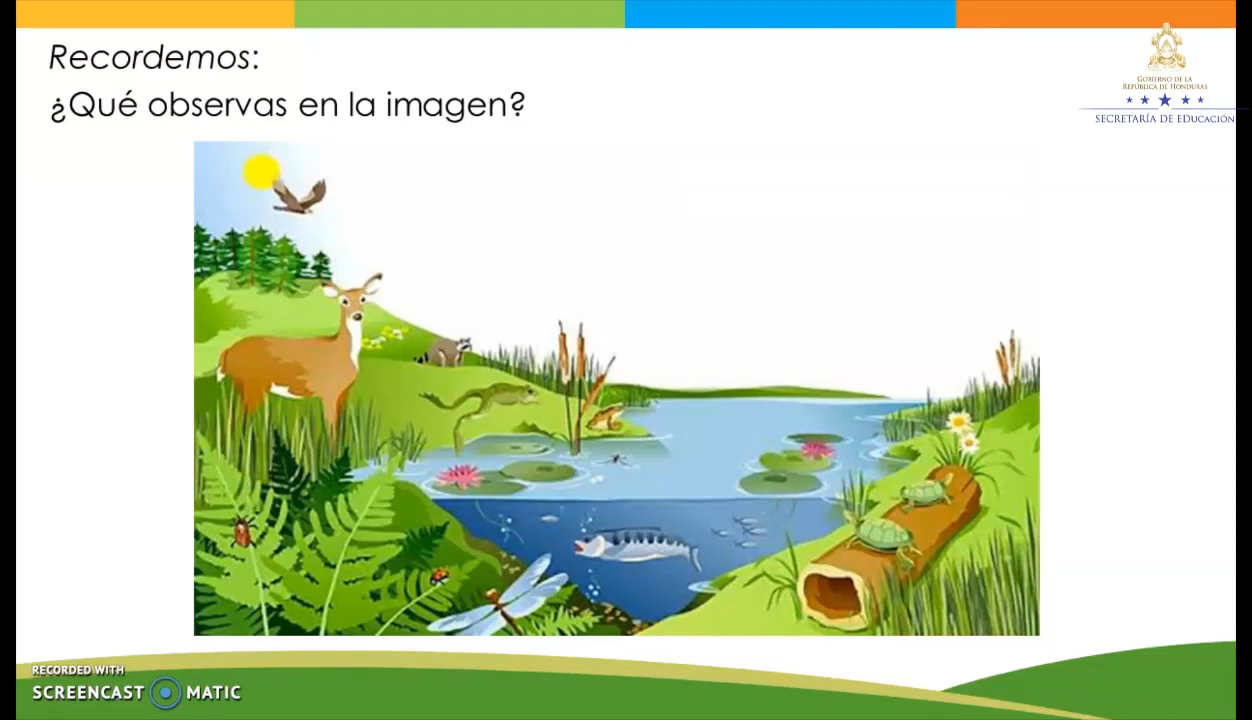 Recordemos:
¿Qué observas en la imagen?
GOBIERNO DE LA
REPÚBLICA DE HONDURAS
SECRETARÍA DE EDUCACIÓN
RECORDED WITH
SCREENCAST MATIC